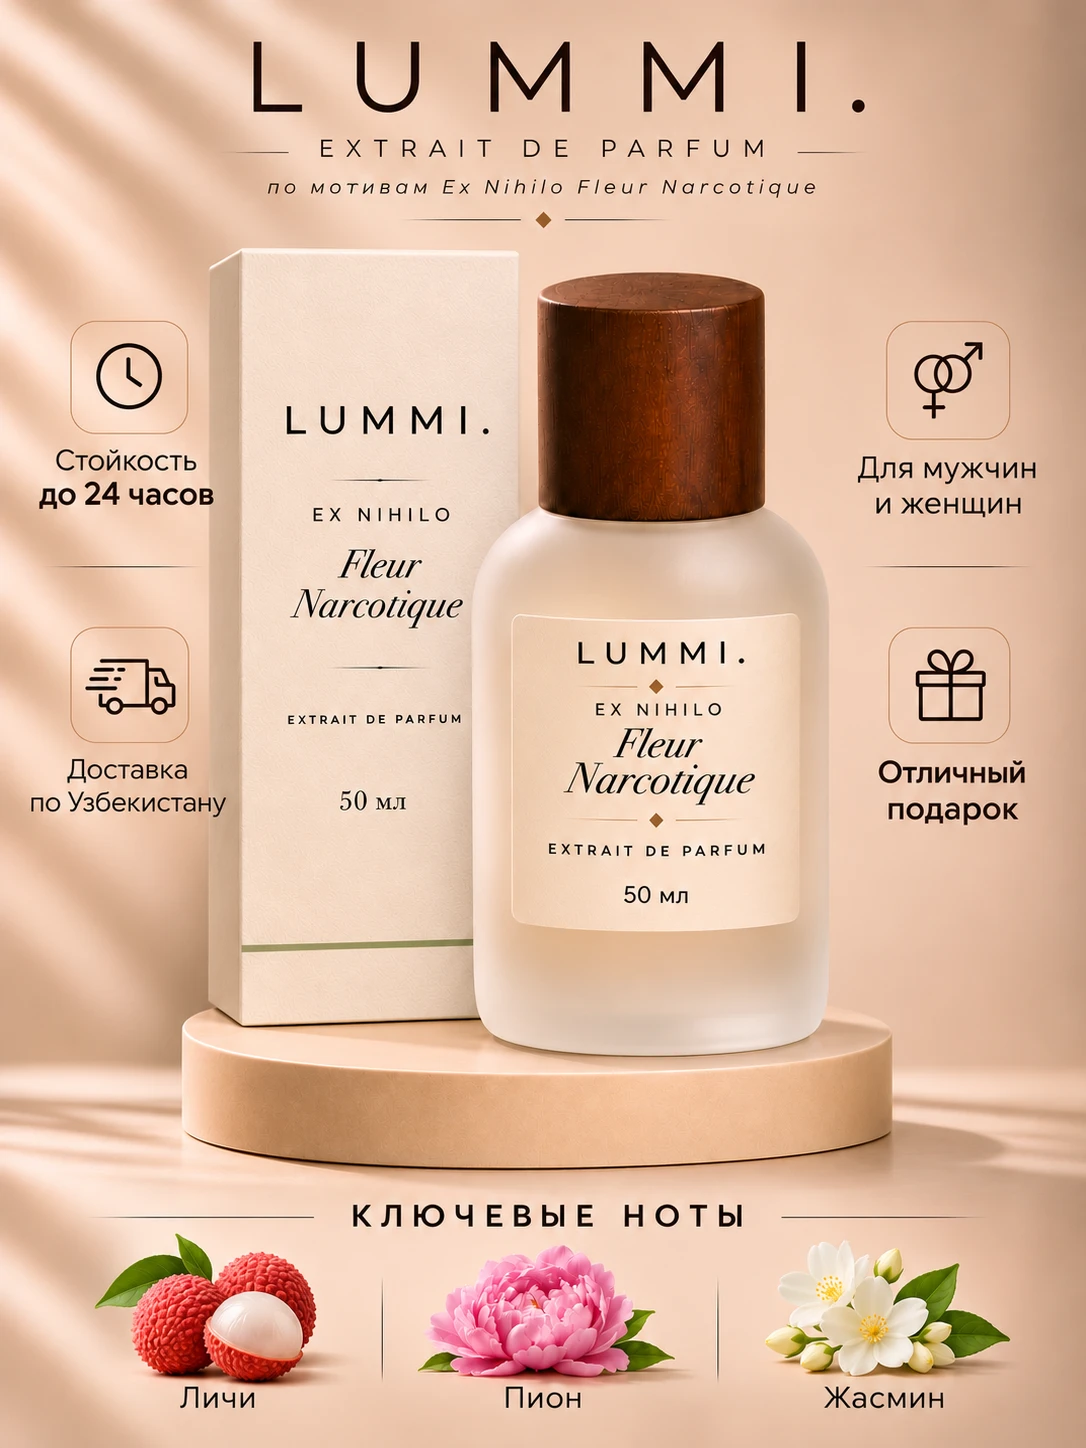 LUMMI.
EXTRAIT DE PARFUM
по мотивам Ex Nihilo Fleur Narcotique
Стойкость
до 24 часов
Доставка
по Узбекистану
LUMMI.
EX NIHILO
Fleur
Narcotique
EXTRAIT DE PARFUM
50 мл
LUMMI.
EX NIHILO
Fleur
Narcotique
EXTRAIT DE PARFUM
50 мл
Для мужчин
и женщин
Отличный
подарок
КЛЮЧЕВЫЕ НОТЫ
Личи
Пион
Жасмин